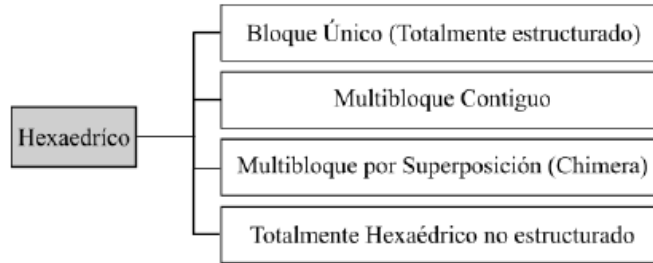 Bloque Único (Totalmente estructurado)
Multibloque Contiguo
Hexaedríco
Multibloque por Superposición (Chimera)
Totalmente Hexaédrico no estructurado